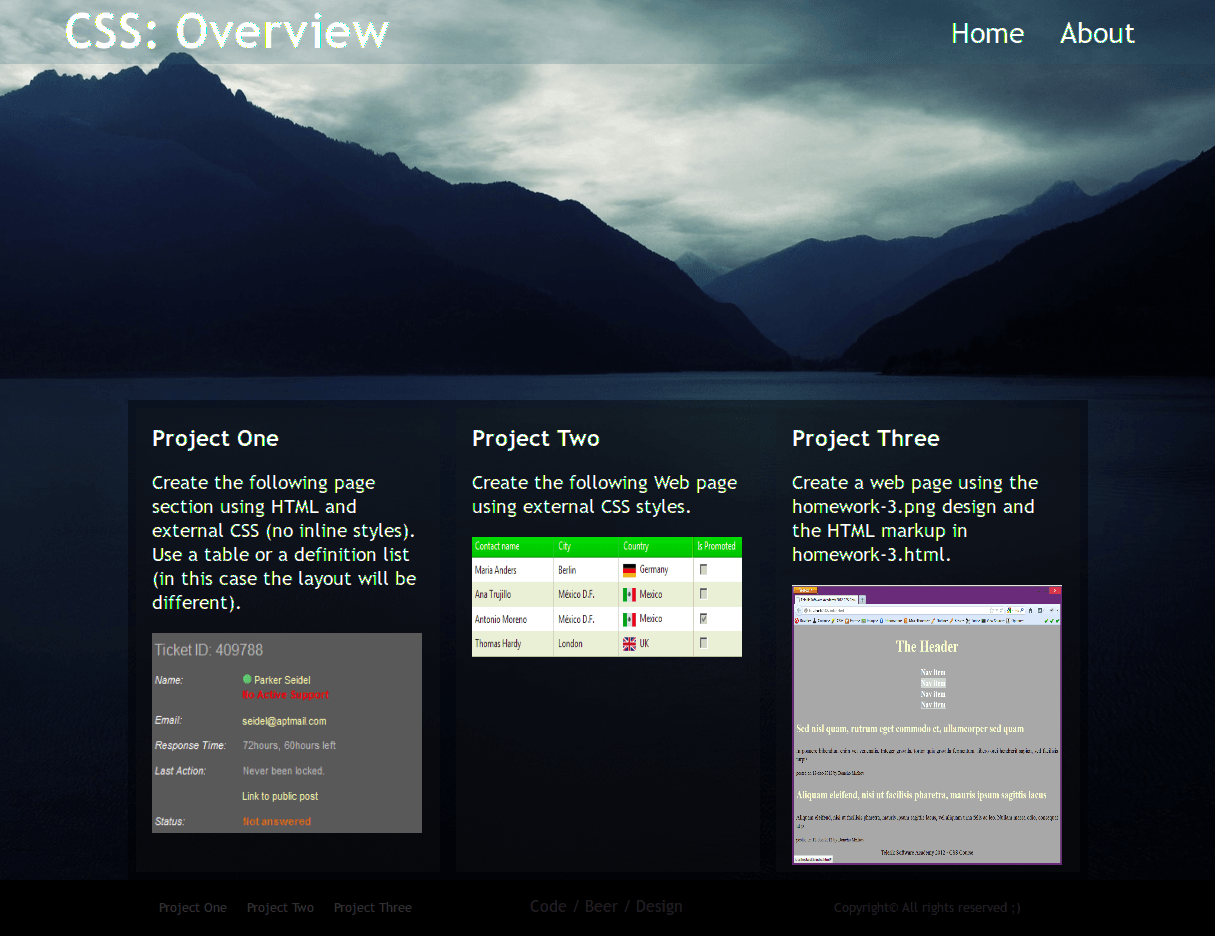 CSS: Overview
Home About
Project One
Create the following page
section using HTML and
external CSS (no inline styles).
Use a table or a definition list
(in this case the layout will be
different).
Ticket ID: 409788
Name: Parker Seidel
No Active Support
Email: seidel@aptmail.com
Response Time: 72hours, 60hours left
Last Action: Never been locked.
Link to public post
Status: Not answered
Project Two
Create the following Web page
using external CSS styles.
Contact name City Country Is Promoted
Maria Anders Berlin Germany
Ana Trujillo México D.F. Mexico
Antonio Moreno México D.F. Mexico
Thomas Hardy London UK
Project Three
Create a web page using the
homework-3.png design and
the HTML markup in
homework-3.html.
The Header
Nav Item
Nav Item
Nav Item
Nav Item
Sed nisl quam, rutrum eget commodo et, ullamcorper sed quam
Aliquam eleifend, nisi ut facilisis pharetra, mauris ipsum sagittis lacus
Telerik Software Academy 2012 - CSS Course
Project One Project Two Project Three
Code / Beer / Design
Copyright© All rights reserved ;)